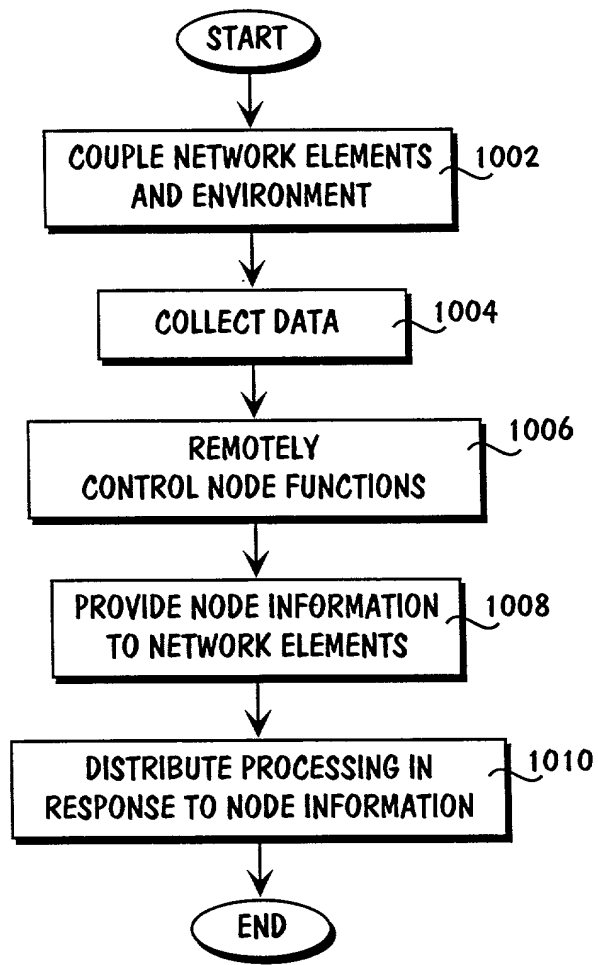 START
COUPLE NETWORK ELEMENTS
AND ENVIRONMENT
1002
COLLECT DATA
1004
REMOTELY
CONTROL NODE FUNCTIONS
1006
PROVIDE NODE INFORMATION
TO NETWORK ELEMENTS
1008
DISTRIBUTE PROCESSING IN
RESPONSE TO NODE INFORMATION
1010
END